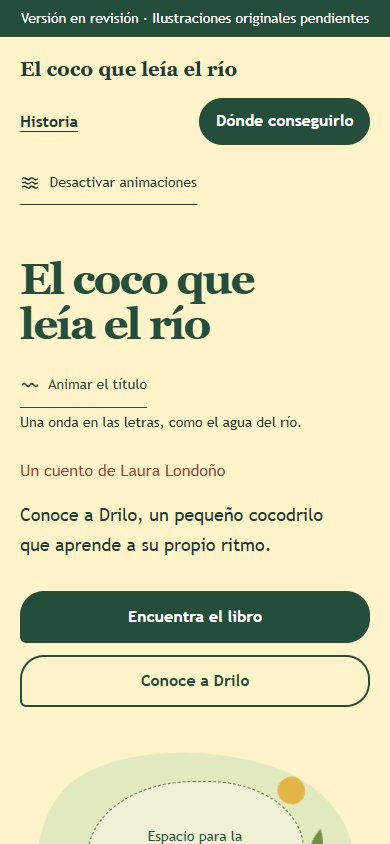 Versión en revisión · Ilustraciones originales pendientes
El coco que leía el río
Historia
Dónde conseguirlo
Desactivar animaciones
El coco que
leía el río
Animar el título
Una onda en las letras, como el agua del río.
Un cuento de Laura Londoño
Conoce a Drilo, un pequeño cocodrilo
que aprende a su propio ritmo.
Encuentra el libro
Conoce a Drilo
Espacio para la